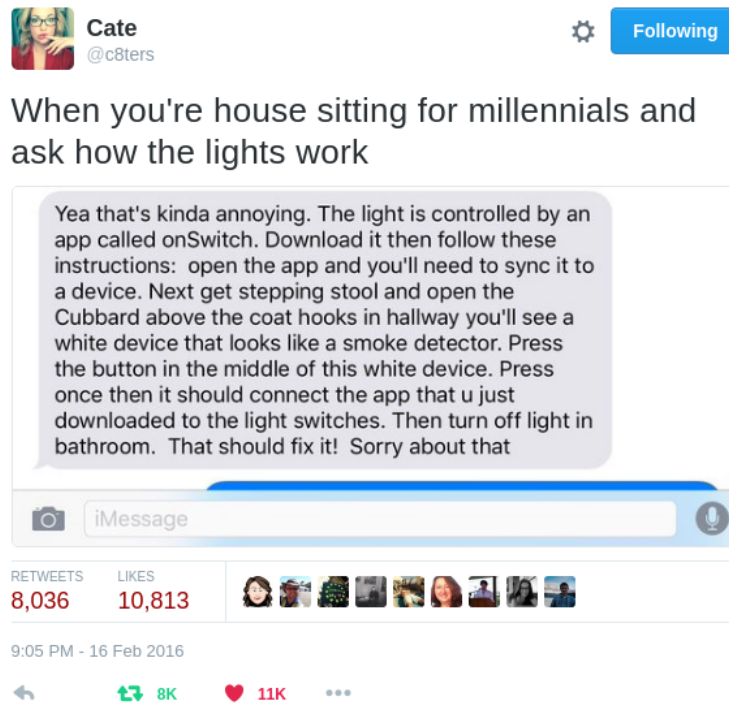 Cate
@c8ters
Following
When you're house sitting for millennials and
ask how the lights work
Yea that's kinda annoying. The light is controlled by an
app called onSwitch. Download it then follow these
instructions:  open the app and you'll need to sync it to
a device. Next get stepping stool and open the
Cubbard above the coat hooks in hallway you'll see a
white device that looks like a smoke detector. Press
the button in the middle of this white device. Press
once then it should connect the app that u just
downloaded to the light switches. Then turn off light in
bathroom.  That should fix it!  Sorry about that
iMessage
RETWEETS LIKES
8,036 10,813
9:05 PM - 16 Feb 2016
8K 11K